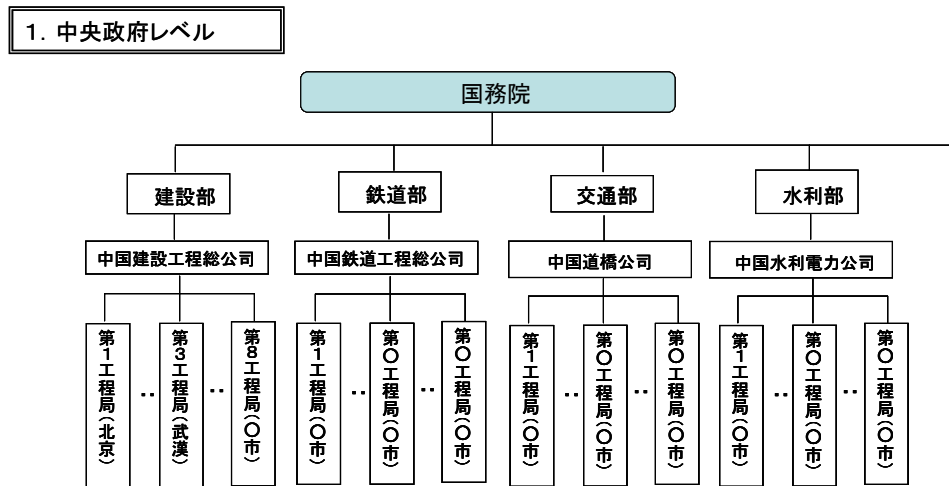 1．中央政府レベル
国務院
建設部
鉄道部
交通部
水利部
中国建設工程総公司
中国鉄道工程総公司
中国道橋公司
中国水利電力公司
第1工程局(北京)
‥
第3工程局(武漢)
‥
第8工程局(〇市)
第1工程局(〇市)
‥
第〇工程局(〇市)
‥
第〇工程局(〇市)
第1工程局(〇市)
‥
第〇工程局(〇市)
‥
第〇工程局(〇市)
第1工程局(〇市)
‥
第〇工程局(〇市)
‥
第〇工程局(〇市)